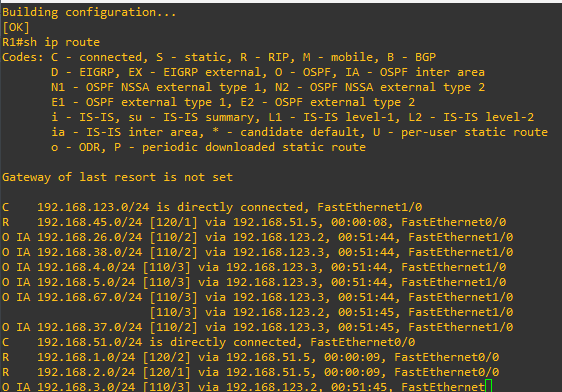 Building configuration...
[OK]
R1#sh ip route
Codes: C - connected, S - static, R - RIP, M - mobile, B - BGP
       D - EIGRP, EX - EIGRP external, O - OSPF, IA - OSPF inter area
       N1 - OSPF NSSA external type 1, N2 - OSPF NSSA external type 2
       E1 - OSPF external type 1, E2 - OSPF external type 2
       i - IS-IS, su - IS-IS summary, L1 - IS-IS level-1, L2 - IS-IS level-2
       ia - IS-IS inter area, * - candidate default, U - per-user static route
       o - ODR, P - periodic downloaded static route

Gateway of last resort is not set

C    192.168.123.0/24 is directly connected, FastEthernet1/0
R    192.168.45.0/24 [120/1] via 192.168.51.5, 00:00:08, FastEthernet0/0
O IA 192.168.26.0/24 [110/2] via 192.168.123.2, 00:51:44, FastEthernet1/0
O IA 192.168.38.0/24 [110/2] via 192.168.123.3, 00:51:44, FastEthernet1/0
O IA 192.168.4.0/24 [110/3] via 192.168.123.3, 00:51:44, FastEthernet1/0
O IA 192.168.5.0/24 [110/3] via 192.168.123.3, 00:51:44, FastEthernet1/0
O IA 192.168.67.0/24 [110/3] via 192.168.123.3, 00:51:44, FastEthernet1/0
                     [110/3] via 192.168.123.2, 00:51:45, FastEthernet1/0
O IA 192.168.37.0/24 [110/2] via 192.168.123.3, 00:51:45, FastEthernet1/0
C    192.168.51.0/24 is directly connected, FastEthernet0/0
R    192.168.1.0/24 [120/2] via 192.168.51.5, 00:00:09, FastEthernet0/0
R    192.168.2.0/24 [120/1] via 192.168.51.5, 00:00:09, FastEthernet0/0
O IA 192.168.3.0/24 [110/3] via 192.168.123.2, 00:51:45, FastEthernet